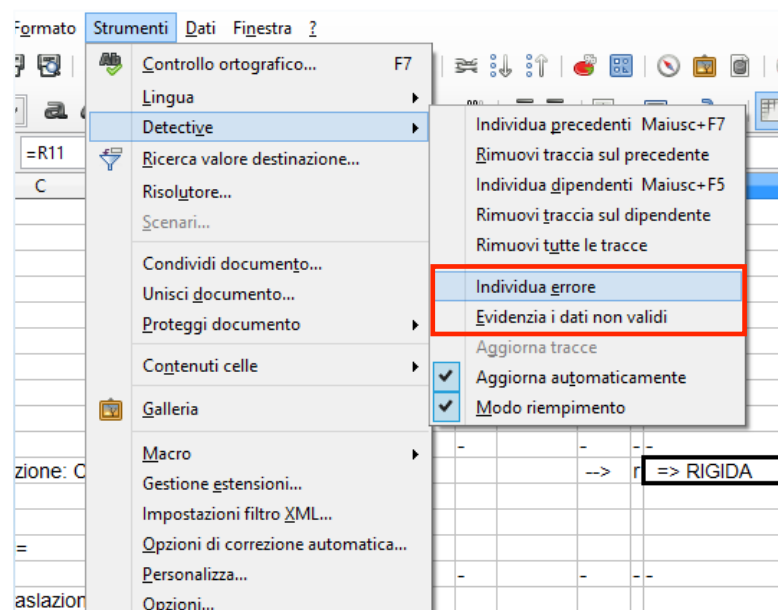 Formato Strumenti Dati Finestra ?
Controllo ortografico... F7
Lingua
Detective
Ricerca valore destinazione...
Risolutore...
Scenari...
Condividi documento...
Unisci documento...
Proteggi documento
Contenuti celle
Galleria
Macro
Gestione estensioni...
Impostazioni filtro XML...
Opzioni di correzione automatica...
Personalizza...
Opzioni...
Individua precedenti Maiusc+F7
Rimuovi traccia sul precedente
Individua dipendenti Maiusc+F5
Rimuovi traccia sul dipendente
Rimuovi tutte le tracce
Individua errore
Evidenzia i dati non validi
Aggiorna tracce
Aggiorna automaticamente
Modo riempimento
=R11
C
- - - -
zione: C --> r => RIGIDA
=
- - - -
aslazion